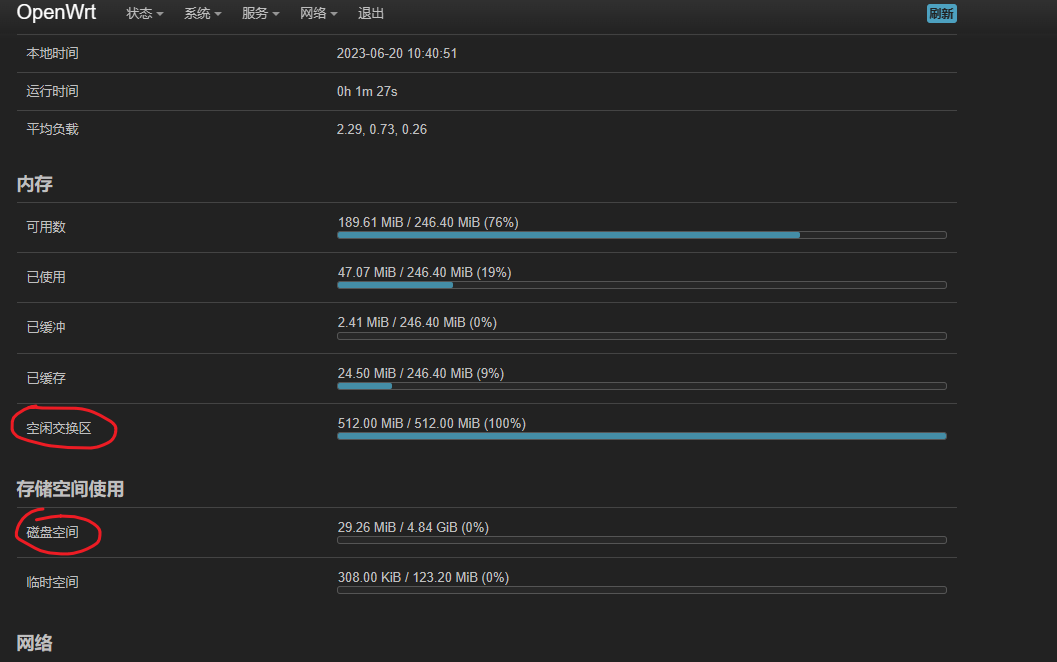 OpenWrt 状态 系统 服务 网络 退出 刷新
本地时间 2023-06-20 10:40:51
运行时间 0h 1m 27s
平均负载 2.29, 0.73, 0.26
内存
可用数 189.61 MiB / 246.40 MiB (76%)
已使用 47.07 MiB / 246.40 MiB (19%)
已缓冲 2.41 MiB / 246.40 MiB (0%)
已缓存 24.50 MiB / 246.40 MiB (9%)
空闲交换区 512.00 MiB / 512.00 MiB (100%)
存储空间使用
磁盘空间 29.26 MiB / 4.84 GiB (0%)
临时空间 308.00 KiB / 123.20 MiB (0%)
网络